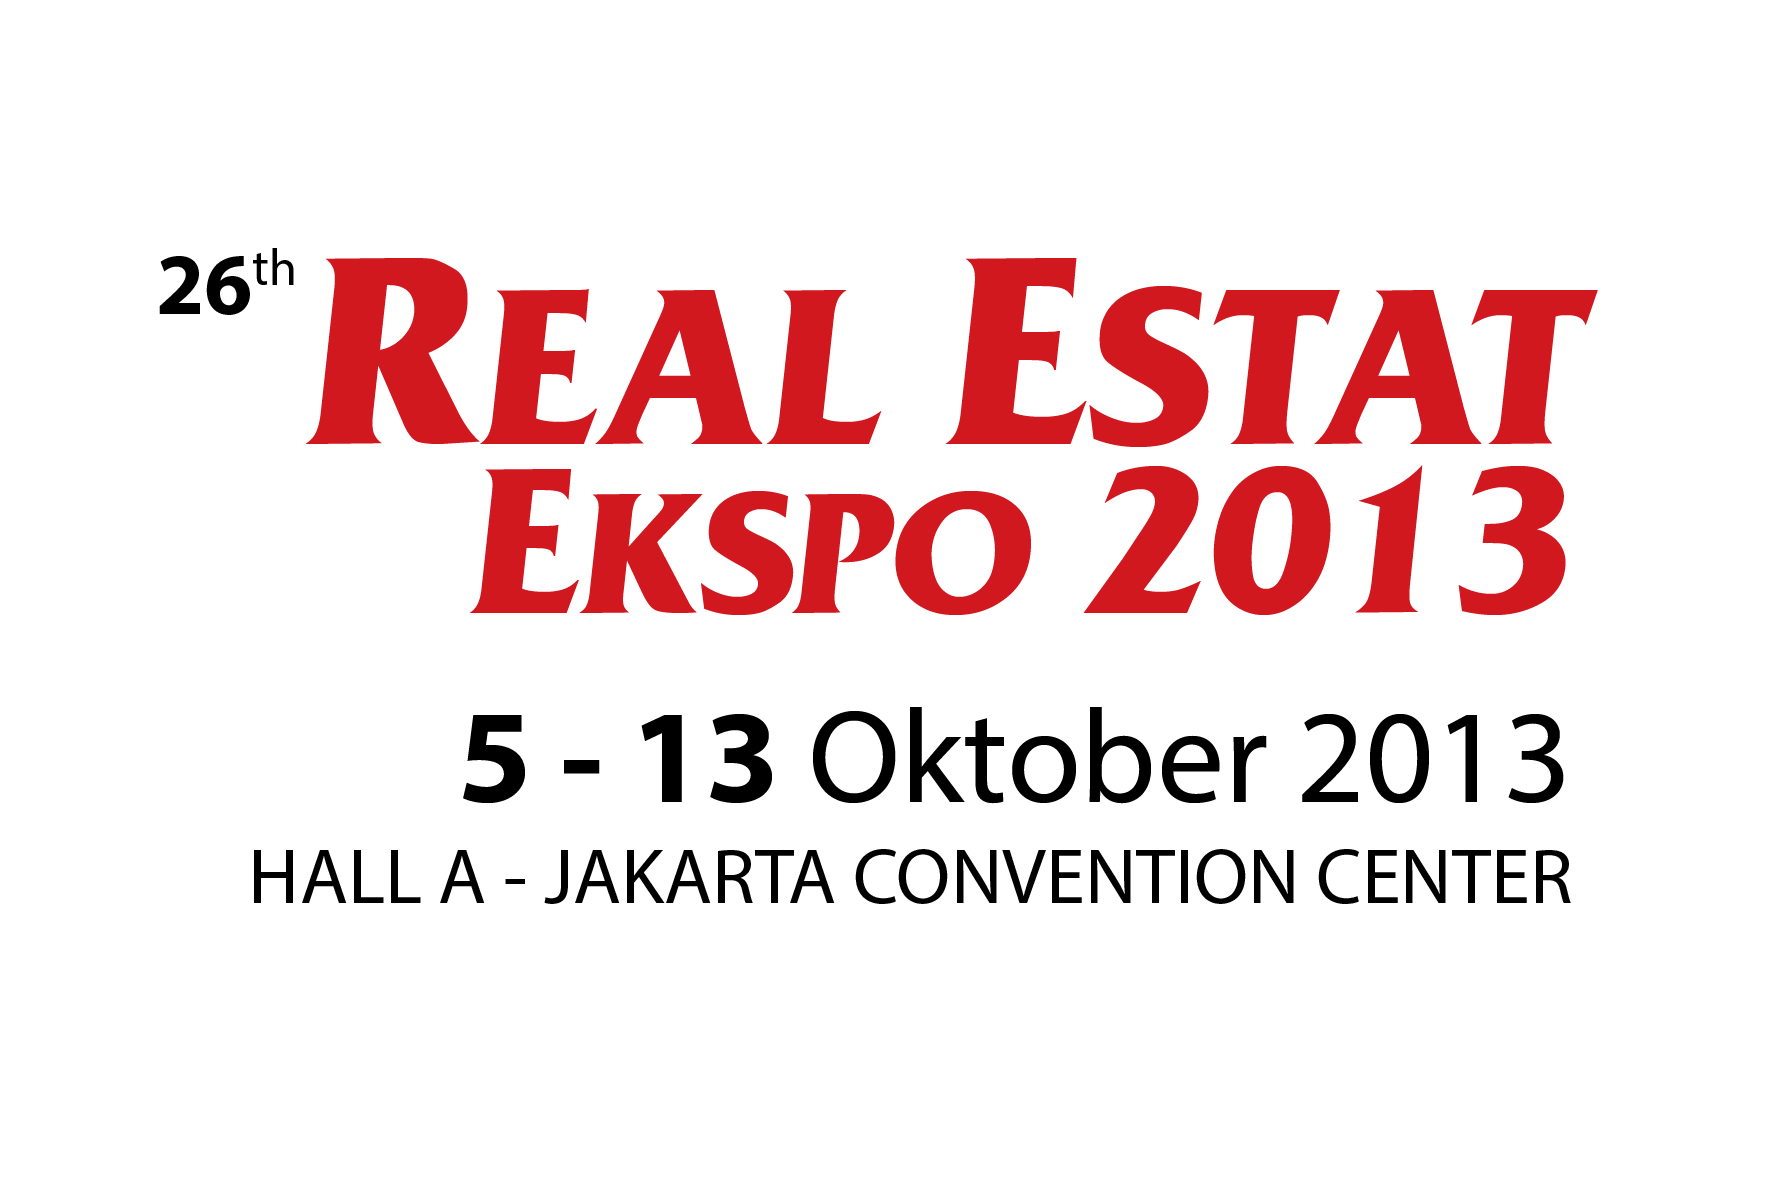 26th REAL ESTAT
EKSPO 2013
5 - 13 Oktober 2013
HALL A - JAKARTA CONVENTION CENTER